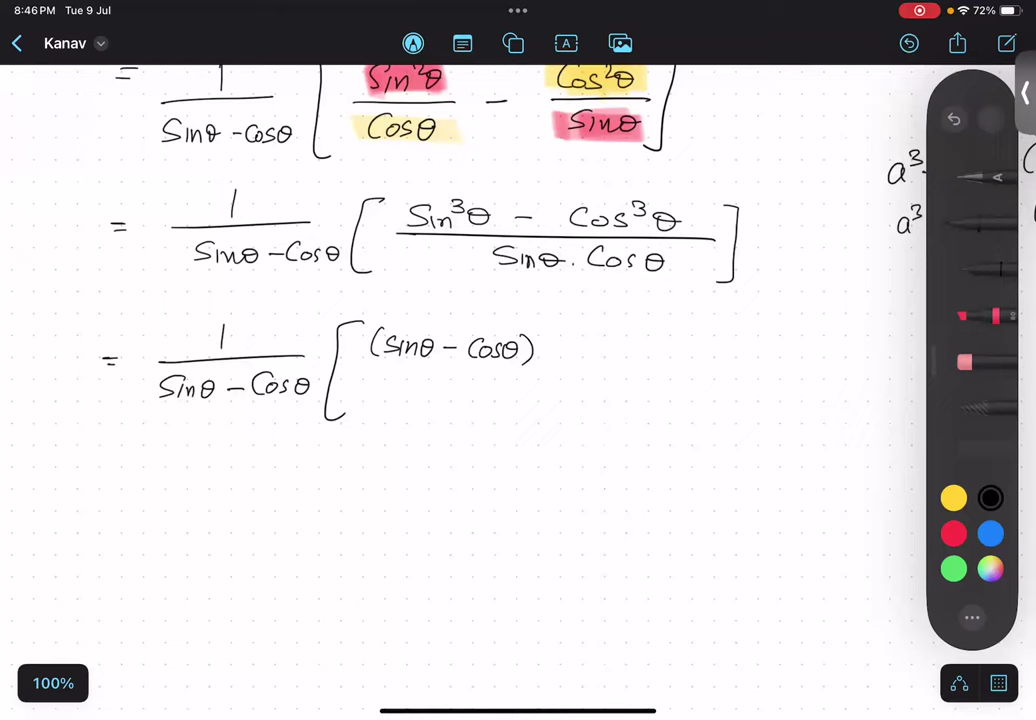 8:46 PM Tue 9 Jul 72%
Kanav
= 1 / (Sinθ - Cosθ) [ Sin²θ / Cosθ - Cos²θ / Sinθ ]
= 1 / (Sinθ - Cosθ) [ (Sin³θ - Cos³θ) / (Sinθ . Cosθ) ]
= 1 / (Sinθ - Cosθ) [ (Sinθ - Cosθ)
a³-
a³
A
80
100%